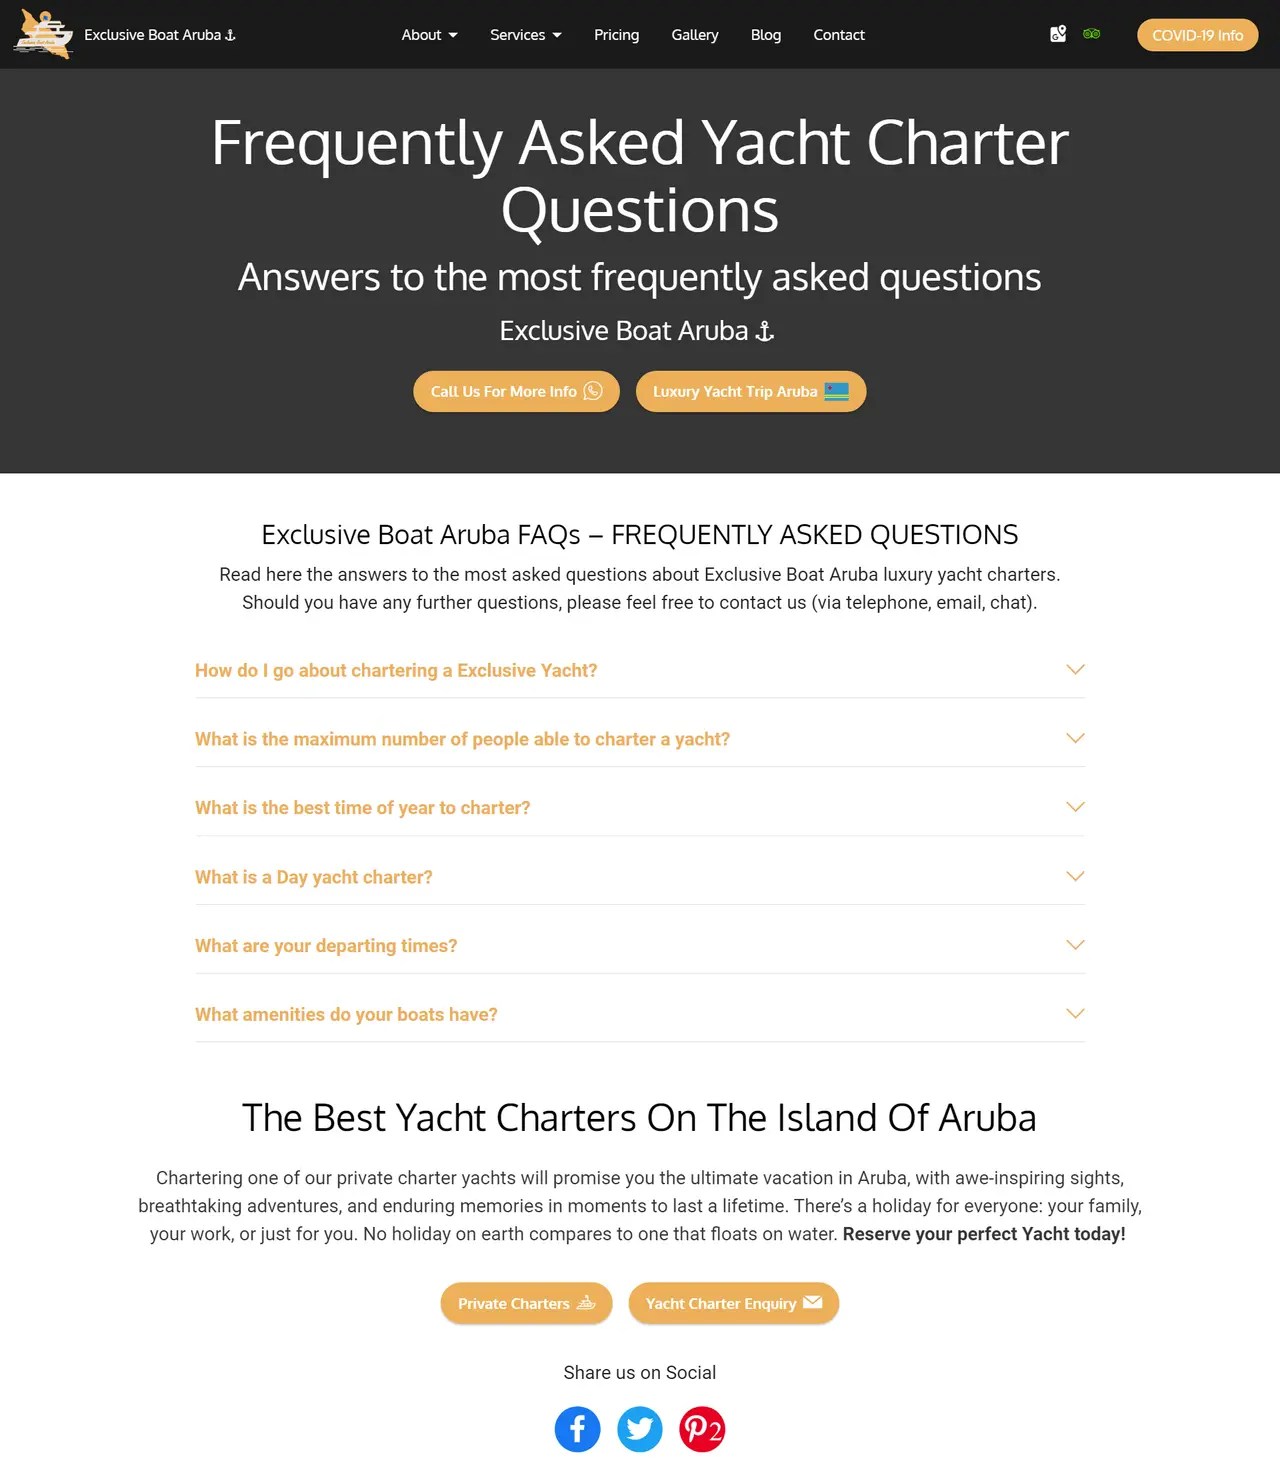 Exclusive Boat Aruba
About
Services
Pricing
Gallery
Blog
Contact
COVID-19 Info
Frequently Asked Yacht Charter
Questions
Answers to the most frequently asked questions
Exclusive Boat Aruba
Call Us For More Info
Luxury Yacht Trip Aruba
Exclusive Boat Aruba FAQs – FREQUENTLY ASKED QUESTIONS
Read here the answers to the most asked questions about Exclusive Boat Aruba luxury yacht charters.
Should you have any further questions, please feel free to contact us (via telephone, email, chat).
How do I go about chartering a Exclusive Yacht?
What is the maximum number of people able to charter a yacht?
What is the best time of year to charter?
What is a Day yacht charter?
What are your departing times?
What amenities do your boats have?
The Best Yacht Charters On The Island Of Aruba
Chartering one of our private charter yachts will promise you the ultimate vacation in Aruba, with awe-inspiring sights,
breathtaking adventures, and enduring memories in moments to last a lifetime. There’s a holiday for everyone: your family,
your work, or just for you. No holiday on earth compares to one that floats on water. Reserve your perfect Yacht today!
Private Charters
Yacht Charter Enquiry
Share us on Social
2